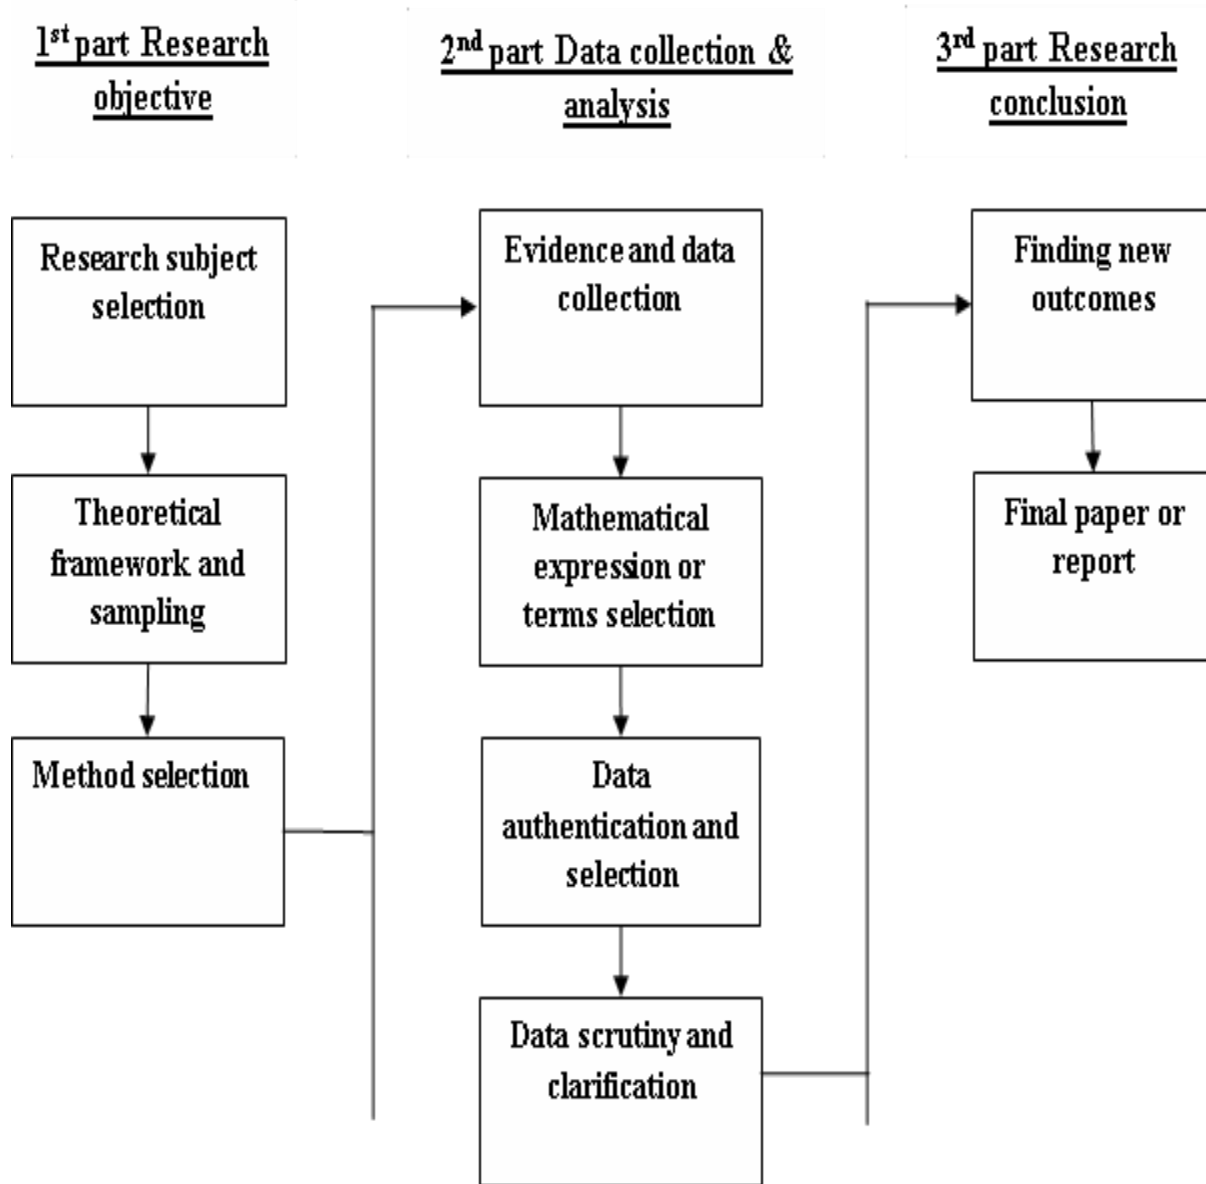 1st part Research
objective
2nd part Data collection &
analysis
3rd part Research
conclusion
Research subject
selection
Theoretical
framework and
sampling
Method selection
Evidence and data
collection
Mathematical
expression or
terms selection
Data
authentication and
selection
Data scrutiny and
clarification
Finding new
outcomes
Final paper or
report